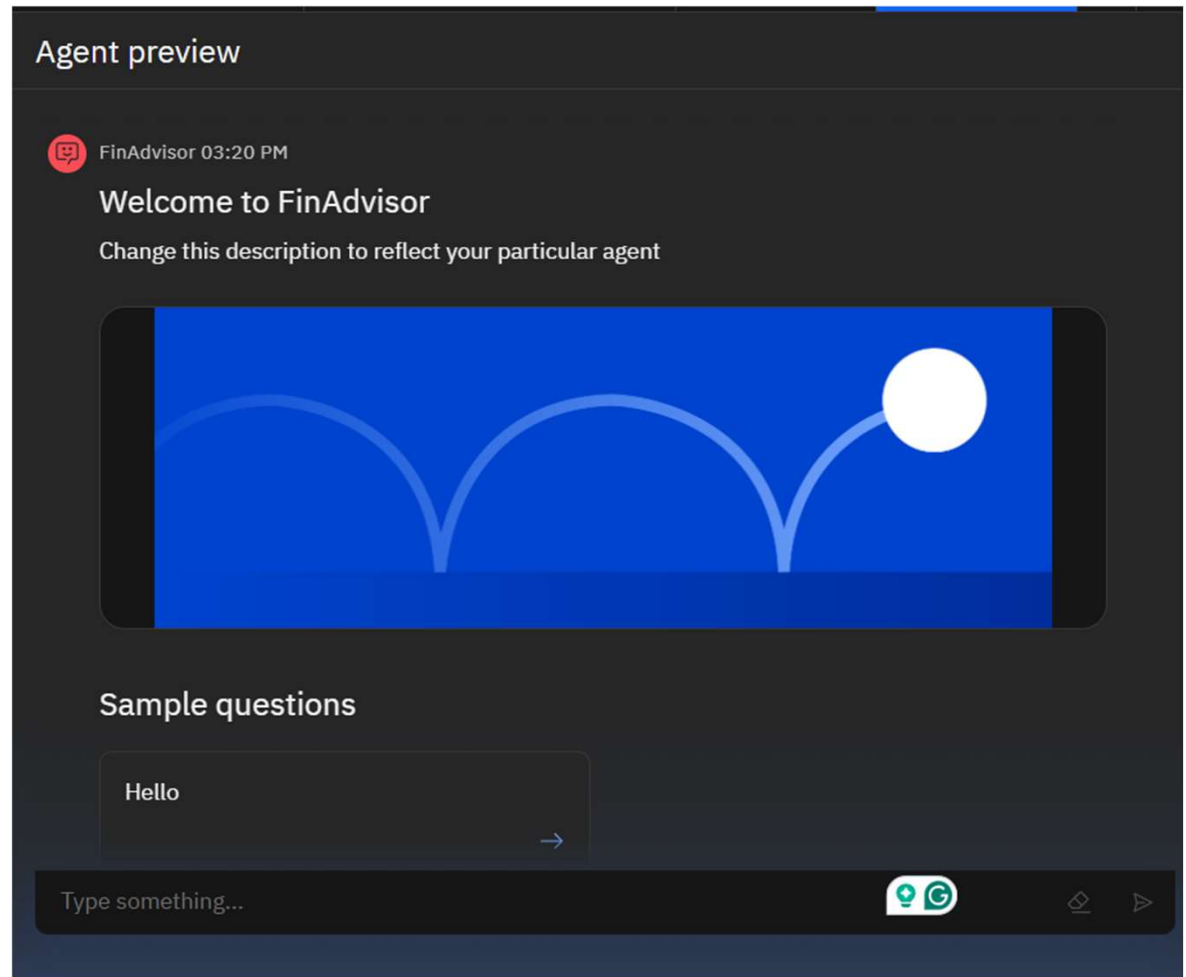 Agent preview
FinAdvisor 03:20 PM
Welcome to FinAdvisor
Change this description to reflect your particular agent
Sample questions
Hello
Type something...